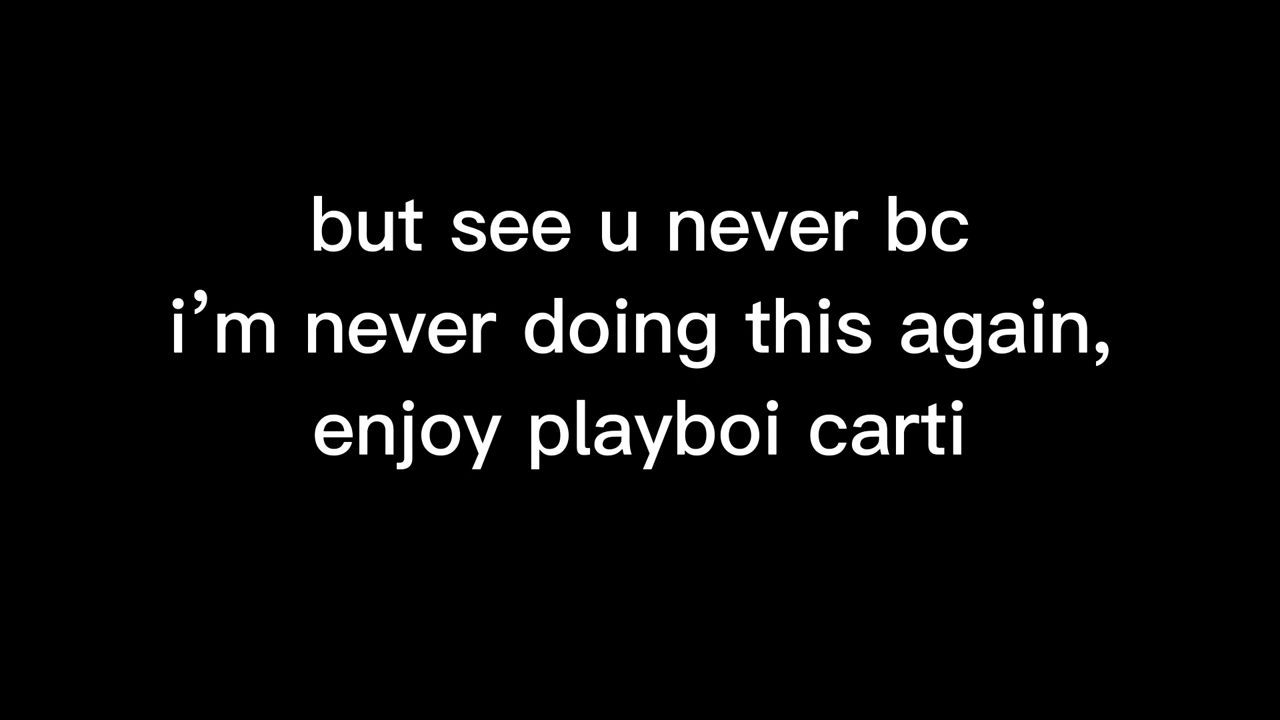 but see u never bc
i’m never doing this again,
enjoy playboi carti